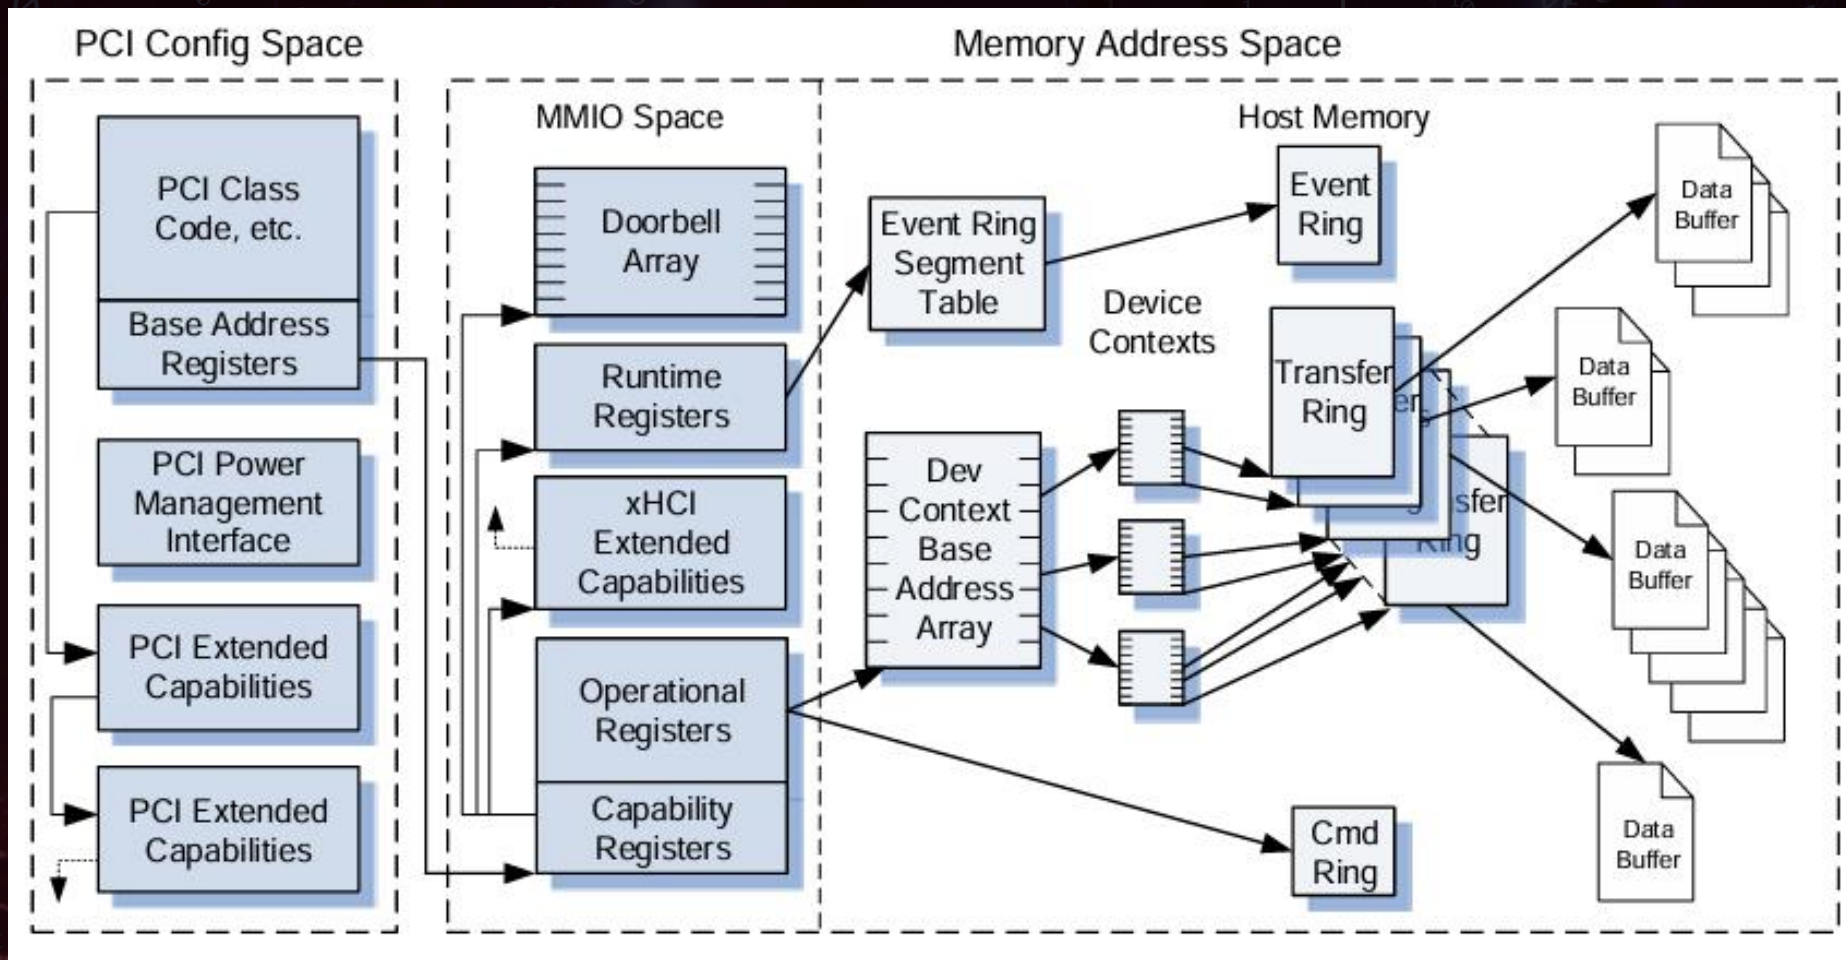 PCI Config Space
Memory Address Space
PCI Class
Code, etc.
Base Address
Registers
PCI Power
Management
Interface
PCI Extended
Capabilities
PCI Extended
Capabilities
MMIO Space
Doorbell
Array
Runtime
Registers
xHCI
Extended
Capabilities
Operational
Registers
Capability
Registers
Host Memory
Event Ring
Segment
Table
Event
Ring
Device
Contexts
Dev
Context
Base
Address
Array
Transfer
Ring
Cmd
Ring
Data
Buffer
Data
Buffer
Data
Buffer
Data
Buffer